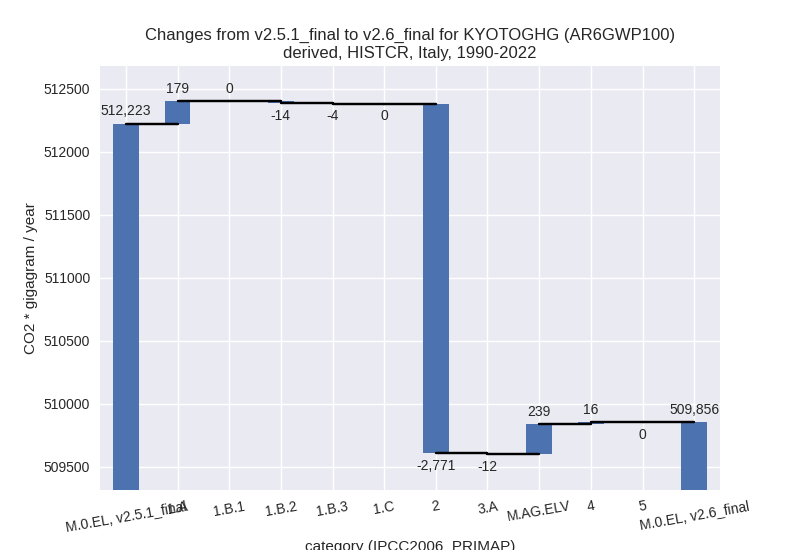 Changes from v2.5.1_final to v2.6_final for KYOTOGHG (AR6GWP100)
derived, HISTCR, Italy, 1990-2022
CO2 * gigagram / year
512500
512000
511500
511000
510500
510000
509500
512,223
179
0
-14
-4
0
-2,771
-12
239
16
0
509,856
M.0.EL, v2.5.1_final
1.A
1.B.1
1.B.2
1.B.3
1.C
2
3.A
M.AG.ELV
4
5
M.0.EL, v2.6_final
category (IPCC2006_PRIMAP)